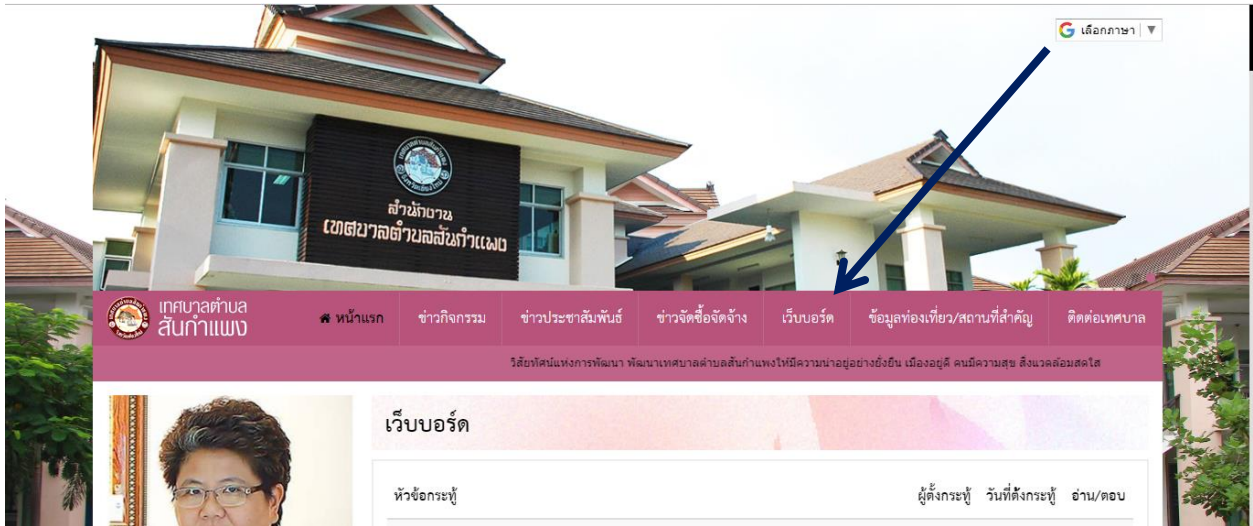 เลือกภาษา ▼
สำนักงาน
เทศบาลตำบลสันกำแพง
เทศบาลตำบล
สันกำแพง
หน้าแรก ข่าวกิจกรรม ข่าวประชาสัมพันธ์ ข่าวจัดซื้อจัดจ้าง เว็บบอร์ด ข้อมูลท่องเที่ยว/สถานที่สำคัญ ติดต่อเทศบาล
วิสัยทัศน์แห่งการพัฒนา พัฒนาเทศบาลตำบลสันกำแพงให้มีความน่าอยู่อย่างยั่งยืน เมืองอยู่ดี คนมีความสุข สิ่งแวดล้อมสดใส
เว็บบอร์ด
หัวข้อกระทู้ ผู้ตั้งกระทู้ วันที่ตั้งกระทู้ อ่าน/ตอบ